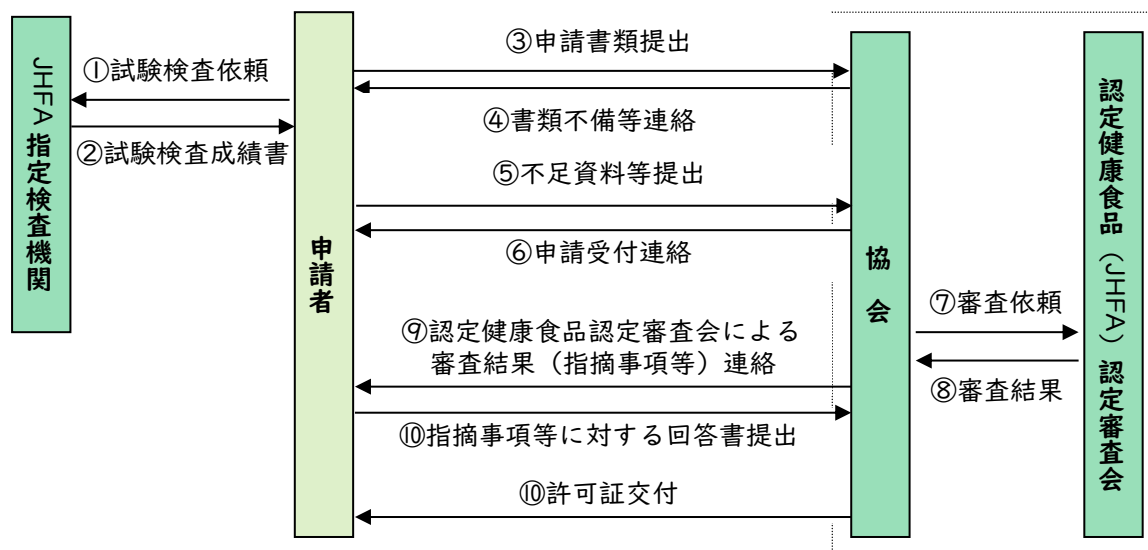 JHFA指定検査機関
①試験検査依頼
②試験検査成績書
申請者
③申請書類提出
④書類不備等連絡
⑤不足資料等提出
⑥申請受付連絡
⑨認定健康食品認定審査会による
審査結果（指摘事項等）連絡
⑩指摘事項等に対する回答書提出
⑩許可証交付
協会
⑦審査依頼
⑧審査結果
認定健康食品（JHFA）認定審査会